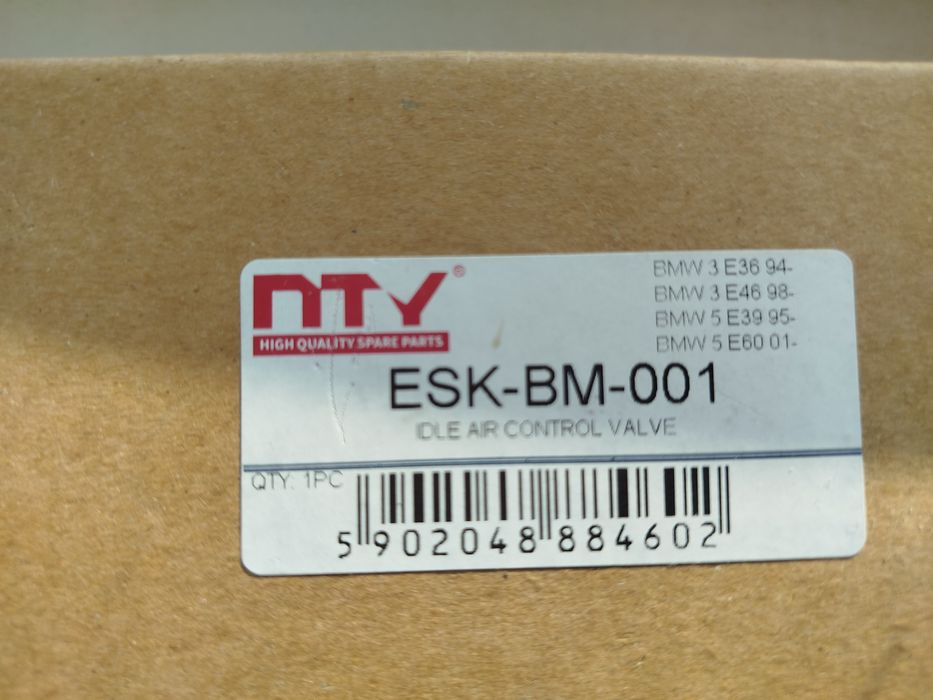 nty®
HIGH QUALITY SPARE PARTS
BMW 3 E36 94-
BMW 3 E46 98-
BMW 5 E39 95-
BMW 5 E60 01-
ESK-BM-001
IDLE AIR CONTROL VALVE
QTY: 1PC
5 902048 884602